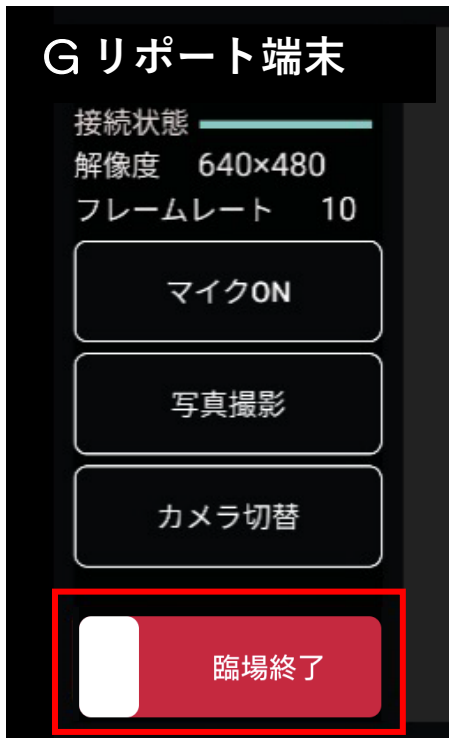 G リポート端末
接続状態
解像度 640×480
フレームレート 10
マイクON
写真撮影
カメラ切替
臨場終了